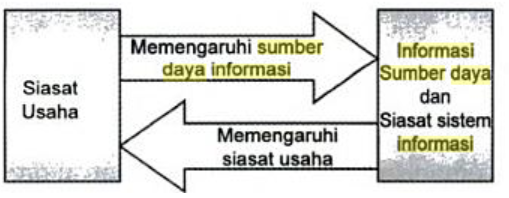 Siasat
Usaha
Memengaruhi sumber
daya informasi
Memengaruhi
siasat usaha
Informasi
Sumber daya
dan
Siasat sistem
informasi